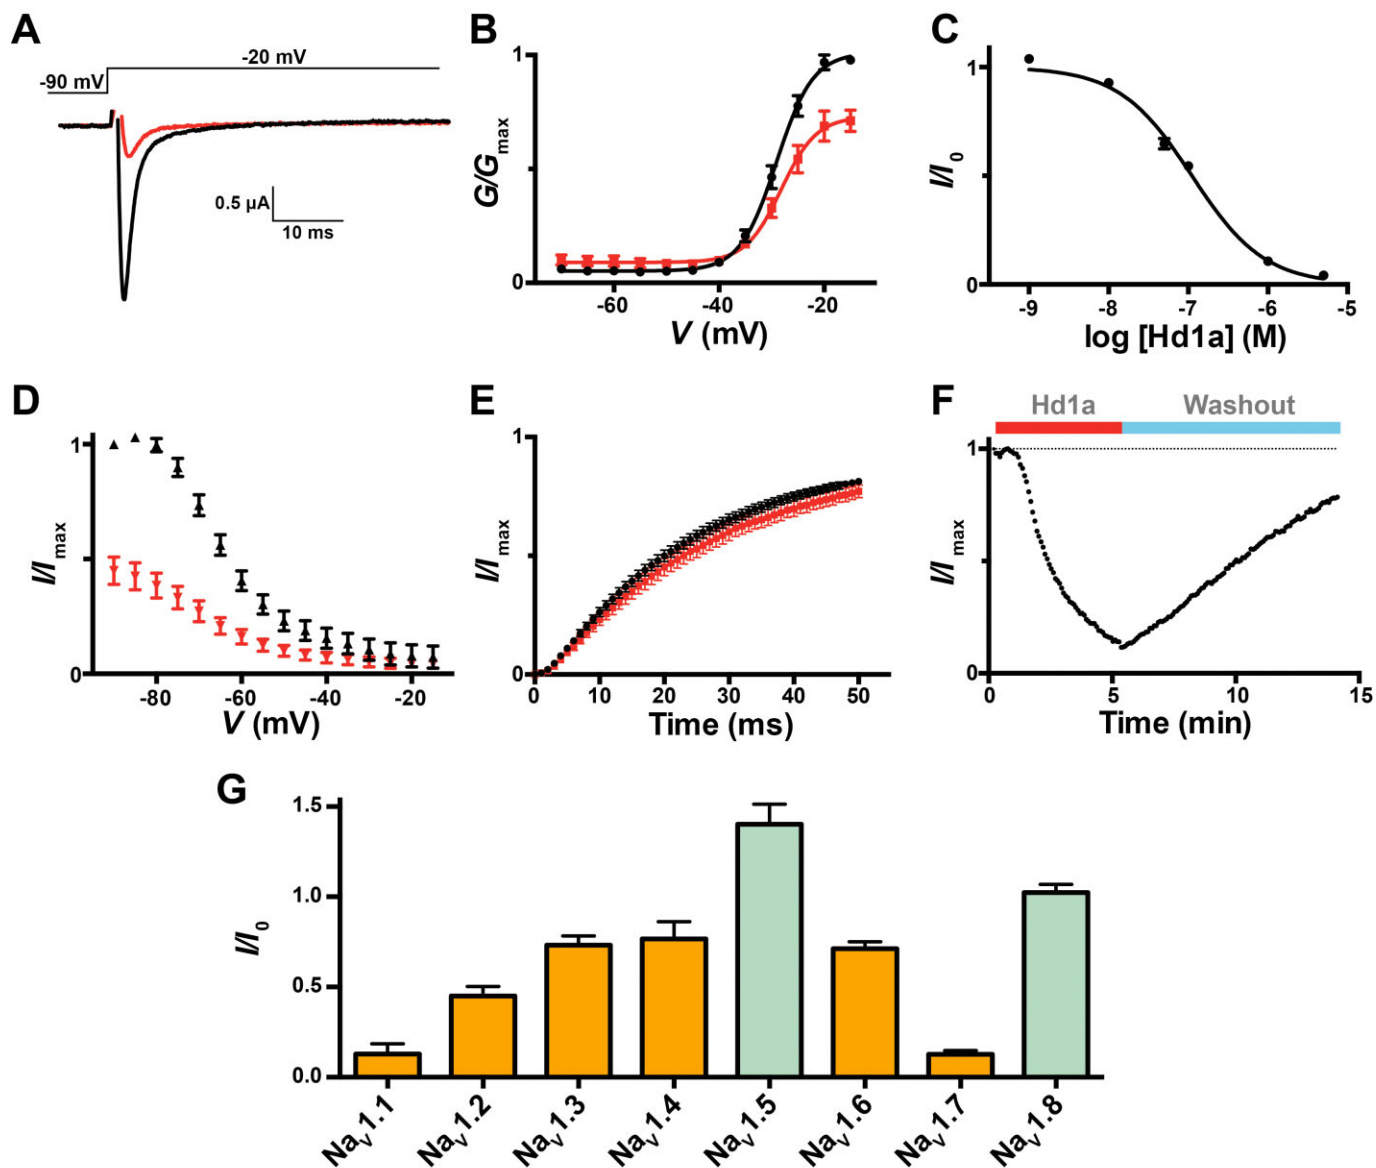 A
-90 mV
-20 mV
0.5 μA
10 ms
B
G/Gmax
1
0
-60
-40
-20
V (mV)
C
I/I0
1
0
-9
-8
-7
-6
-5
log [Hd1a] (M)
D
I/Imax
1
0
-80
-60
-40
-20
V (mV)
E
I/Imax
1
0
0
10
20
30
40
50
Time (ms)
F
Hd1a
Washout
I/Imax
1
0
0
5
10
15
Time (min)
G
I/I0
1.5
1.0
0.5
0.0
NaV1.1
NaV1.2
NaV1.3
NaV1.4
NaV1.5
NaV1.6
NaV1.7
NaV1.8